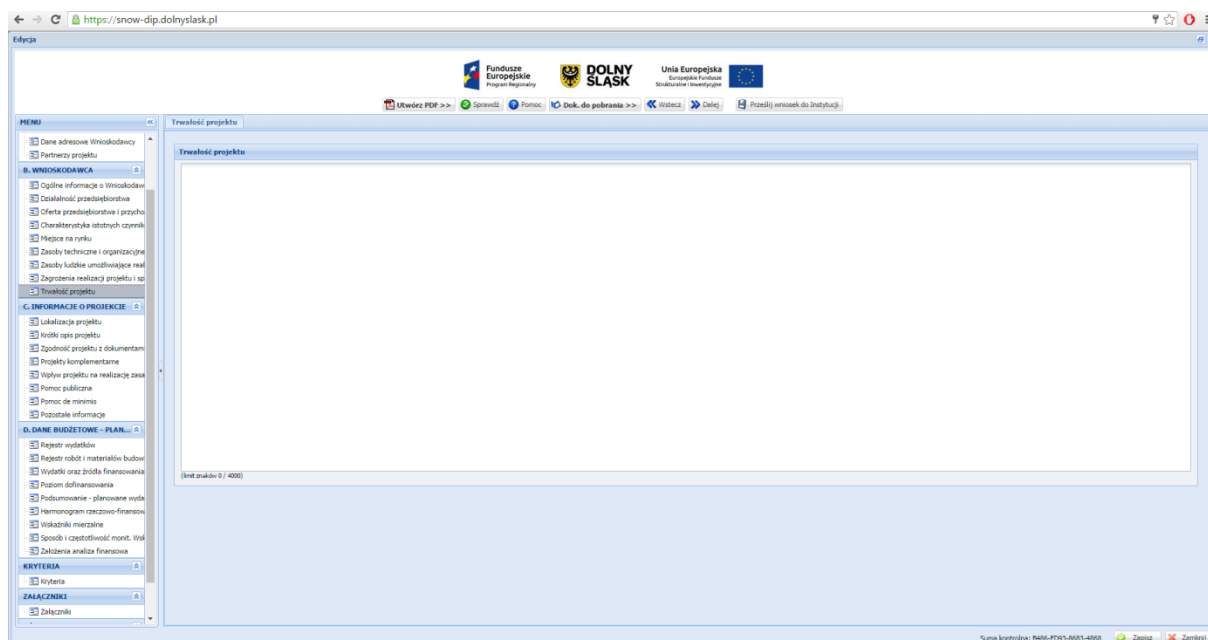 https://snow-dip.dolnyslask.pl
Edycja
Fundusze
Europejskie
Program Regionalny
DOLNY
ŚLĄSK
Unia Europejska
Europejskie Fundusze
Strukturalne i Inwestycyjne
Utwórz PDF >> Sprawdź Pomoc Dok. do pobrania >> Wstecz Dalej Prześlij wniosek do Instytucji
MENU
Trwałość projektu
Dane adresowe Wnioskodawcy
Partnerzy projektu
Trwałość projektu
B. WNIOSKODAWCA
Ogólne informacje o Wnioskodaw
Działalność przedsiębiorstwa
Oferta przedsiębiorstwa i przycho
Charakterystyka istotnych czynnik
Miejsce na rynku
Zasoby techniczne i organizacyjne
Zasoby ludzkie umożliwiające real
Zagrożenia realizacji projektu i sp
Trwałość projektu
C. INFORMACJE O PROJEKCIE
Lokalizacja projektu
Krótki opis projektu
Zgodność projektu z dokumentam
Projekty komplementarne
Wpływ projektu na realizację zasa
Pomoc publiczna
Pomoc de minimis
Pozostałe informacje
D. DANE BUDŻETOWE - PLAN...
Rejestr wydatków
Rejestr robót i materiałów budow
Wydatki oraz źródła finansowania
(limit znaków 0 / 4000)
Poziom dofinansowania
Podsumowanie - planowane wyda
Harmonogram rzeczowo-finansow
Wskaźniki mierzalne
Sposób i częstotliwość monit. Wsk
Założenia analiza finansowa
KRYTERIA
Kryteria
ZAŁĄCZNIKI
Załączniki
Suma kontrolna: Zapisz Zamknij